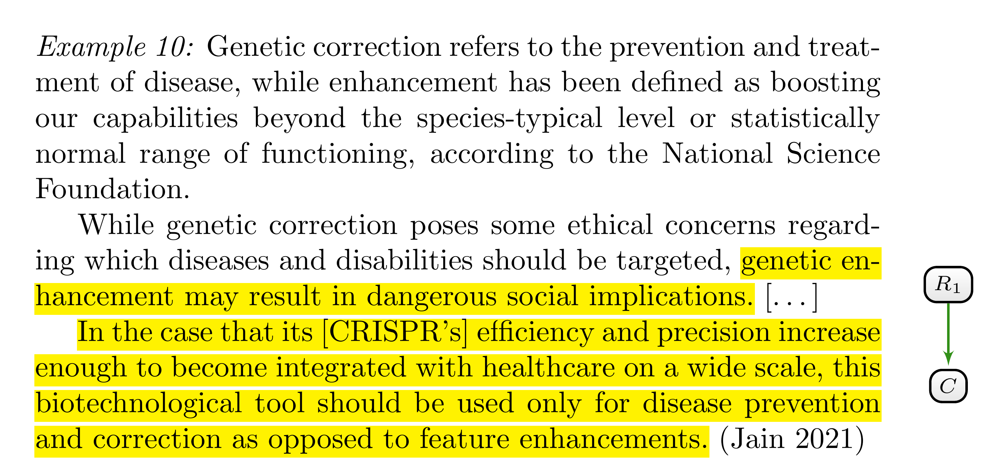 Example 10: Genetic correction refers to the prevention and treat-
ment of disease, while enhancement has been defined as boosting
our capabilities beyond the species-typical level or statistically
normal range of functioning, according to the National Science
Foundation.
While genetic correction poses some ethical concerns regard-
ing which diseases and disabilities should be targeted, genetic en-
hancement may result in dangerous social implications. [...]
In the case that its [CRISPR's] efficiency and precision increase
enough to become integrated with healthcare on a wide scale, this
biotechnological tool should be used only for disease prevention
and correction as opposed to feature enhancements. (Jain 2021)
R₁
C